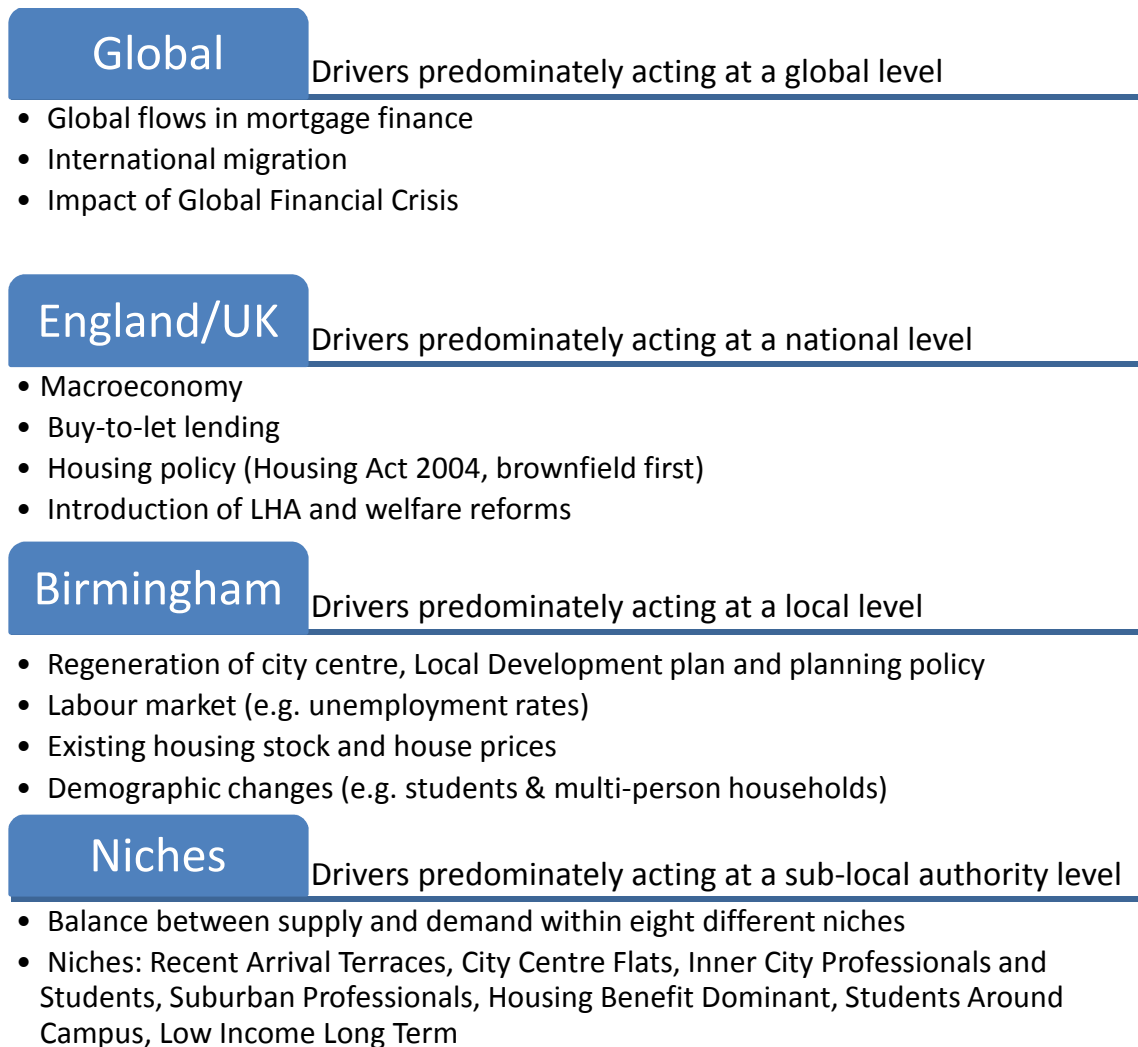 Global
Drivers predominately acting at a global level
• Global flows in mortgage finance
• International migration
• Impact of Global Financial Crisis
England/UK
Drivers predominately acting at a national level
• Macroeconomy
• Buy-to-let lending
• Housing policy (Housing Act 2004, brownfield first)
• Introduction of LHA and welfare reforms
Birmingham
Drivers predominately acting at a local level
• Regeneration of city centre, Local Development plan and planning policy
• Labour market (e.g. unemployment rates)
• Existing housing stock and house prices
• Demographic changes (e.g. students & multi-person households)
Niches
Drivers predominately acting at a sub-local authority level
• Balance between supply and demand within eight different niches
• Niches: Recent Arrival Terraces, City Centre Flats, Inner City Professionals and
Students, Suburban Professionals, Housing Benefit Dominant, Students Around
Campus, Low Income Long Term